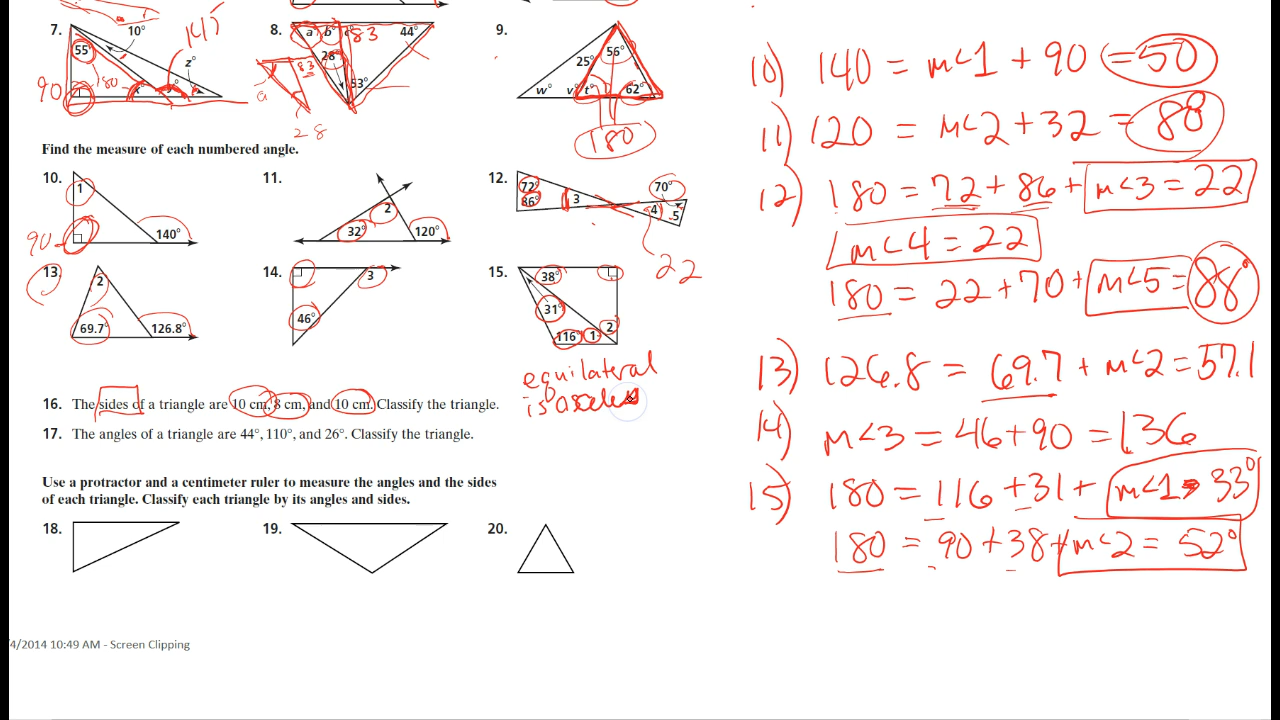 7.
10°
147
55°
z°
90
180
x°
8.
a° b° c° 83
44°
28°
53°
83
a
28
9.
56°
25°
w° v° t° 62°
180
Find the measure of each numbered angle.
10.
1
140°
90
11.
2
32° 120°
12.
72°
86°
3
70°
4 5
22
13.
2
69.7° 126.8°
14.
3
46°
15.
38°
31°
116° 1 2
equilateral
isosceles
16. The sides of a triangle are 10 cm, 8 cm, and 10 cm. Classify the triangle.
17. The angles of a triangle are 44°, 110°, and 26°. Classify the triangle.
Use a protractor and a centimeter ruler to measure the angles and the sides
of each triangle. Classify each triangle by its angles and sides.
18. 19. 20.
/4/2014 10:49 AM - Screen Clipping
10) 140 = m<1 + 90 = 50
11) 120 = m<2 + 32 = 88
12) 180 = 72 + 86 + m<3 = 22
m<4 = 22
180 = 22 + 70 + m<5 = 88°
13) 126.8 = 69.7 + m<2 = 57.1
14) m<3 = 46 + 90 = 136
15) 180 = 116 + 31 + m<1 = 33°
180 = 90 + 38 + m<2 = 52°